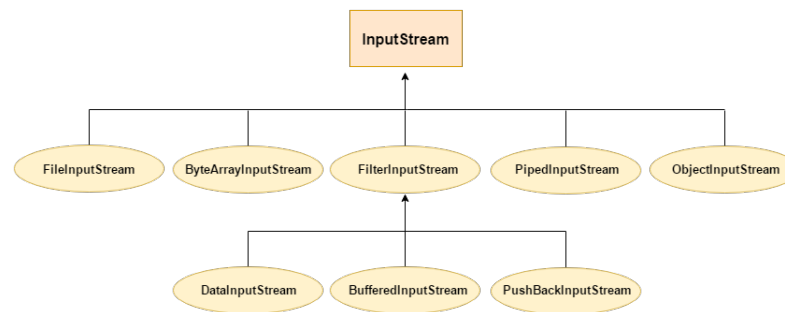 InputStream
FileInputStream
ByteArrayInputStream
FilterInputStream
PipedInputStream
ObjectInputStream
DataInputStream
BufferedInputStream
PushBackInputStream